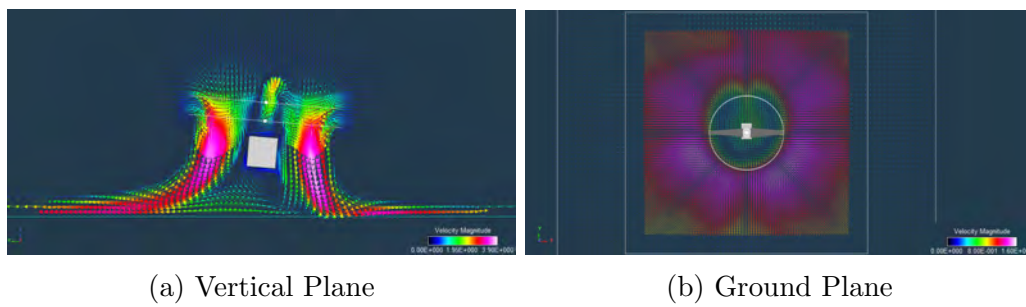 Velocity Magnitude
0.00E+000 1.95E+000 3.90E+000
Velocity Magnitude
0.00E+000 8.00E-001 1.60E+0
(a) Vertical Plane
(b) Ground Plane